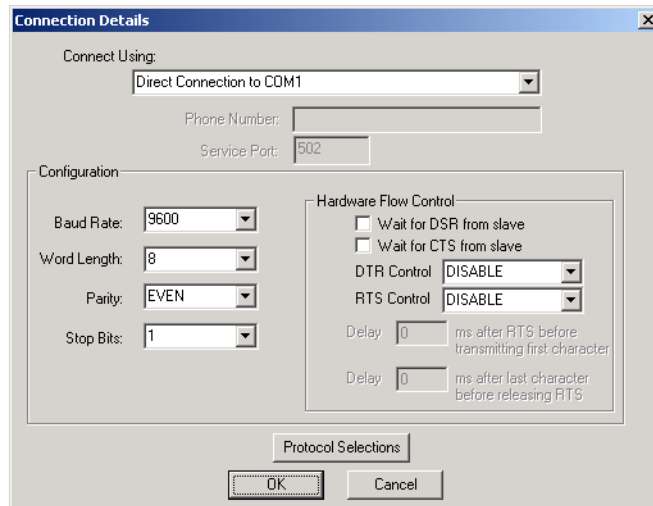 Connection Details
Connect Using:
Direct Connection to COM1
Phone Number:
Service Port: 502
Configuration
Baud Rate: 9600
Word Length: 8
Parity: EVEN
Stop Bits: 1
Hardware Flow Control
Wait for DSR from slave
Wait for CTS from slave
DTR Control DISABLE
RTS Control DISABLE
Delay 0 ms after RTS before
transmitting first character
Delay 0 ms after last character
before releasing RTS
Protocol Selections
OK Cancel